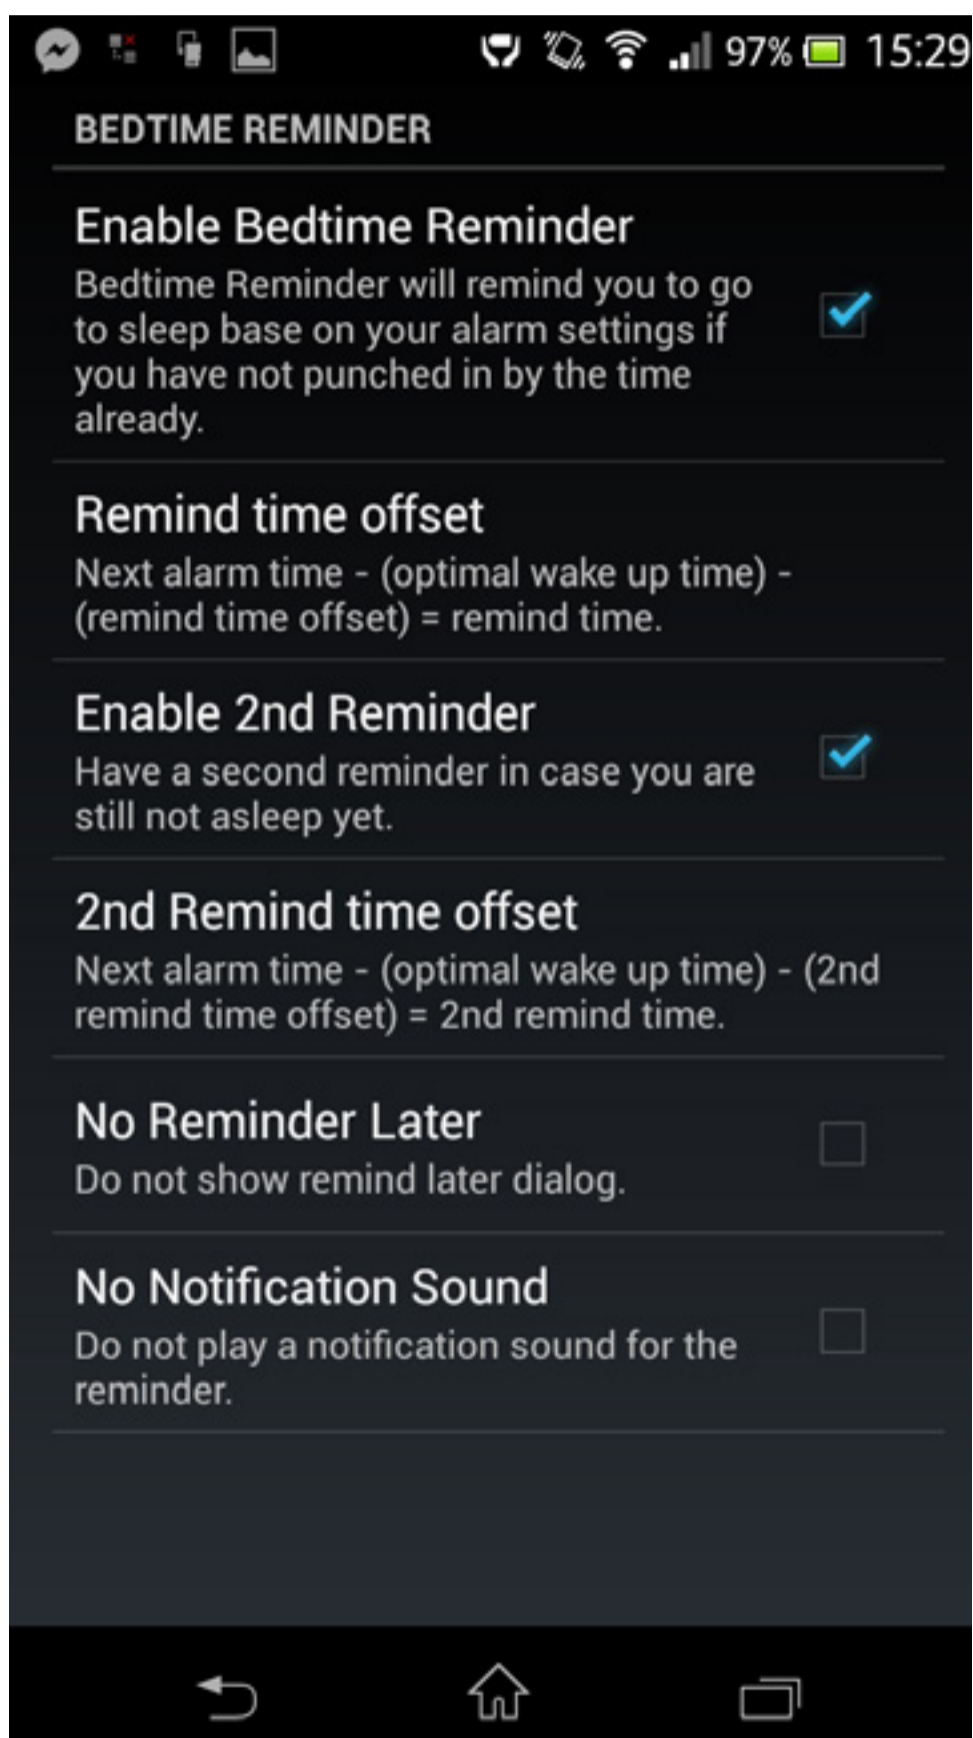 97% 15:29
BEDTIME REMINDER
Enable Bedtime Reminder
Bedtime Reminder will remind you to go
to sleep base on your alarm settings if
you have not punched in by the time
already.
Remind time offset
Next alarm time - (optimal wake up time) -
(remind time offset) = remind time.
Enable 2nd Reminder
Have a second reminder in case you are
still not asleep yet.
2nd Remind time offset
Next alarm time - (optimal wake up time) - (2nd
remind time offset) = 2nd remind time.
No Reminder Later
Do not show remind later dialog.
No Notification Sound
Do not play a notification sound for the
reminder.